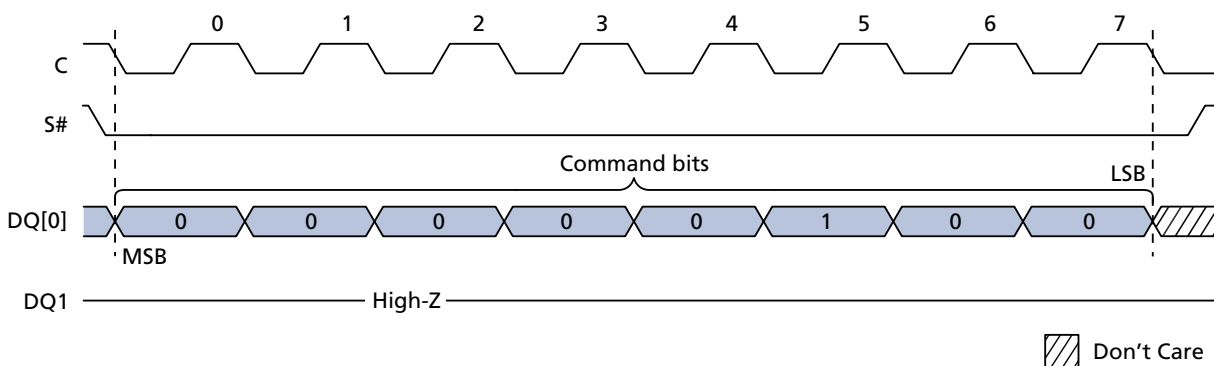 0 1 2 3 4 5 6 7
C
S#
Command bits
LSB
DQ[0] 0 0 0 0 0 1 0 0
MSB
DQ1 High-Z
Don't Care